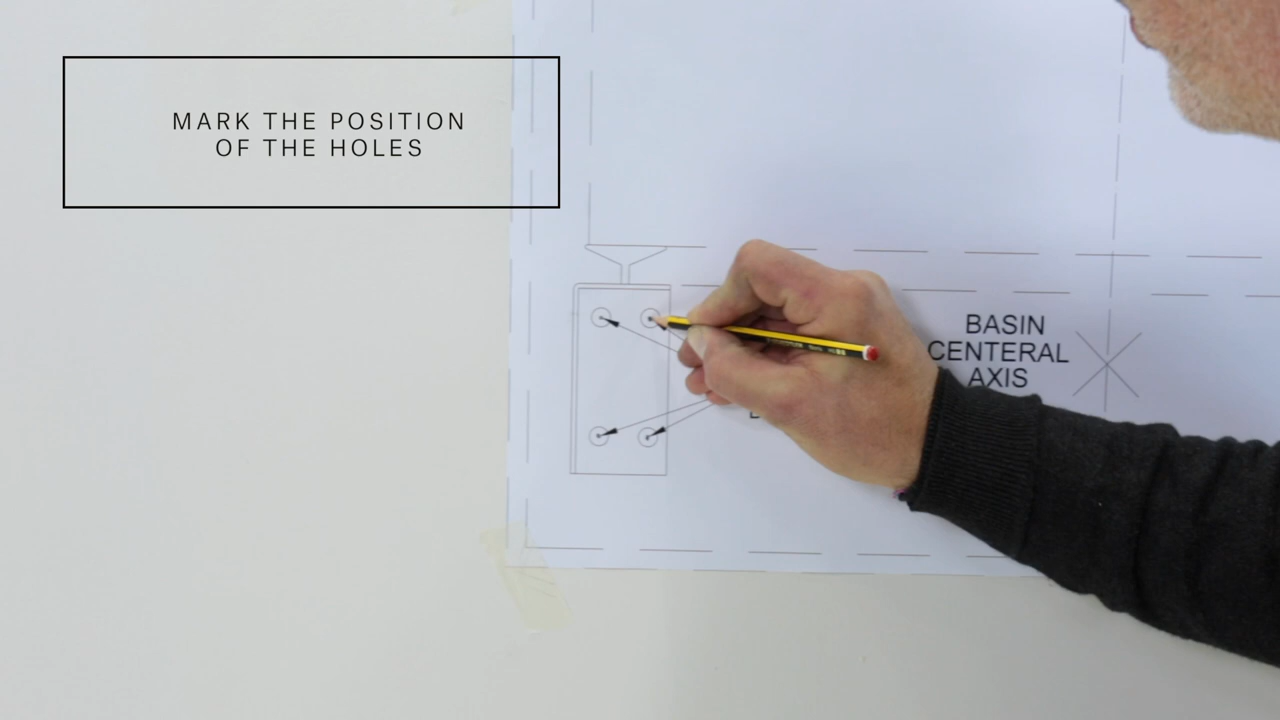 MARK THE POSITION
OF THE HOLES
BASIN
CENTERAL
AXIS